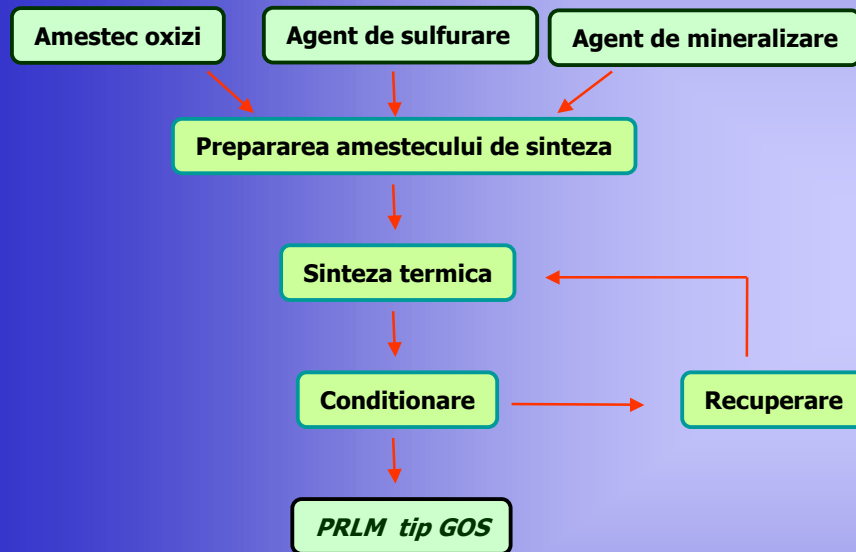 Amestec oxizi
Agent de sulfurare
Agent de mineralizare
Prepararea amestecului de sinteza
Sinteza termica
Conditionare
Recuperare
PRLM tip GOS